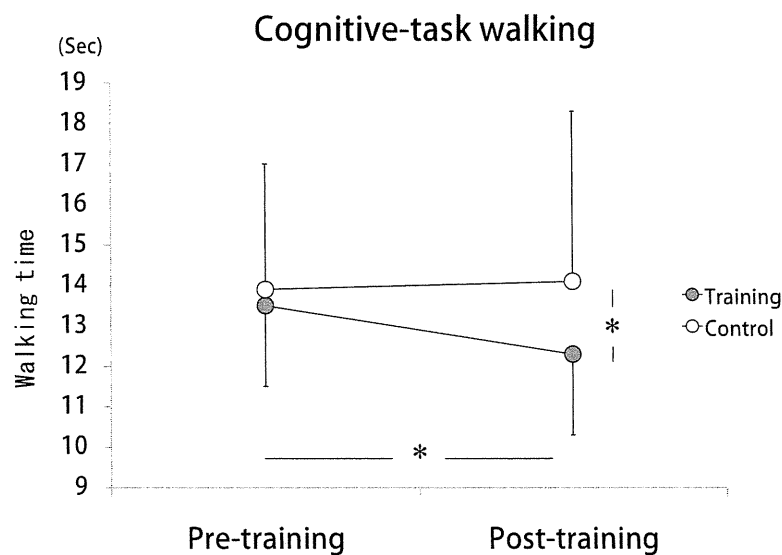 Cognitive-task walking
(Sec)
19
18
17
16
15
14
13
12
11
10
9
Walking time
Training
Control
*
*
Pre-training
Post-training